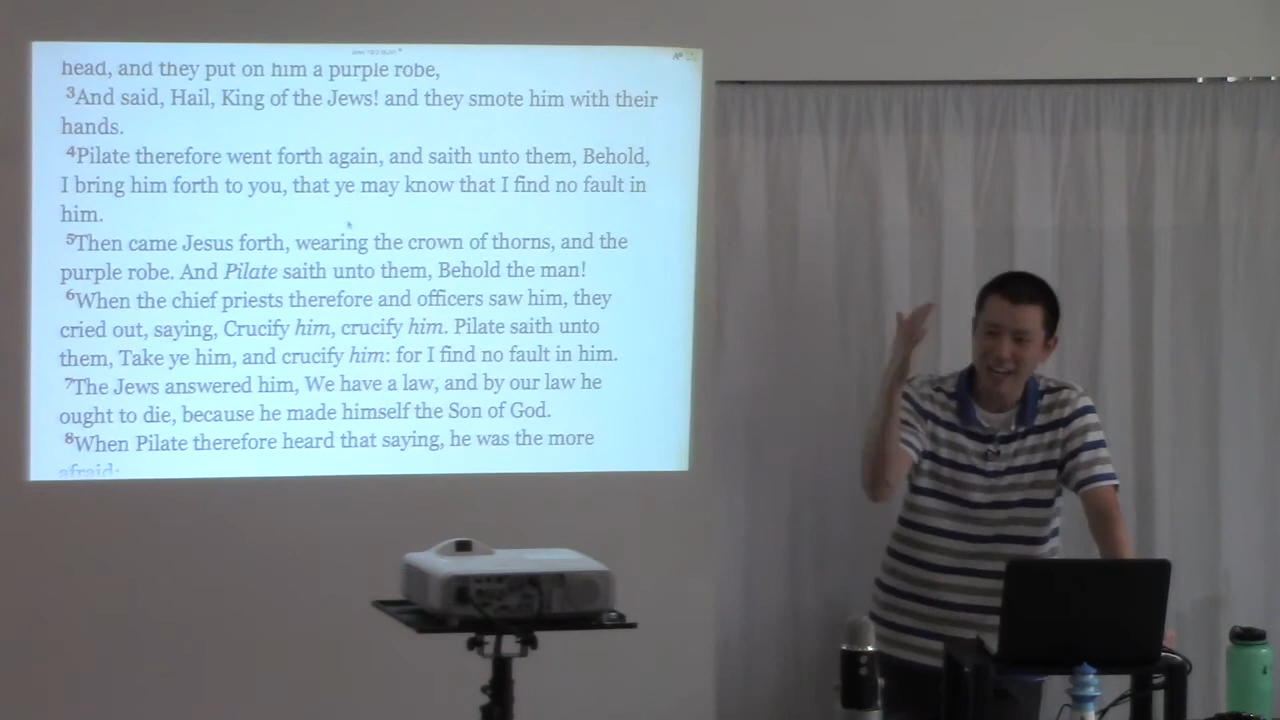 head, and they put on him a purple robe,
3And said, Hail, King of the Jews! and they smote him with their
hands.
4Pilate therefore went forth again, and saith unto them, Behold,
I bring him forth to you, that ye may know that I find no fault in
him.
5Then came Jesus forth, wearing the crown of thorns, and the
purple robe. And Pilate saith unto them, Behold the man!
6When the chief priests therefore and officers saw him, they
cried out, saying, Crucify him, crucify him. Pilate saith unto
them, Take ye him, and crucify him: for I find no fault in him.
7The Jews answered him, We have a law, and by our law he
ought to die, because he made himself the Son of God.
8When Pilate therefore heard that saying, he was the more
afraid;